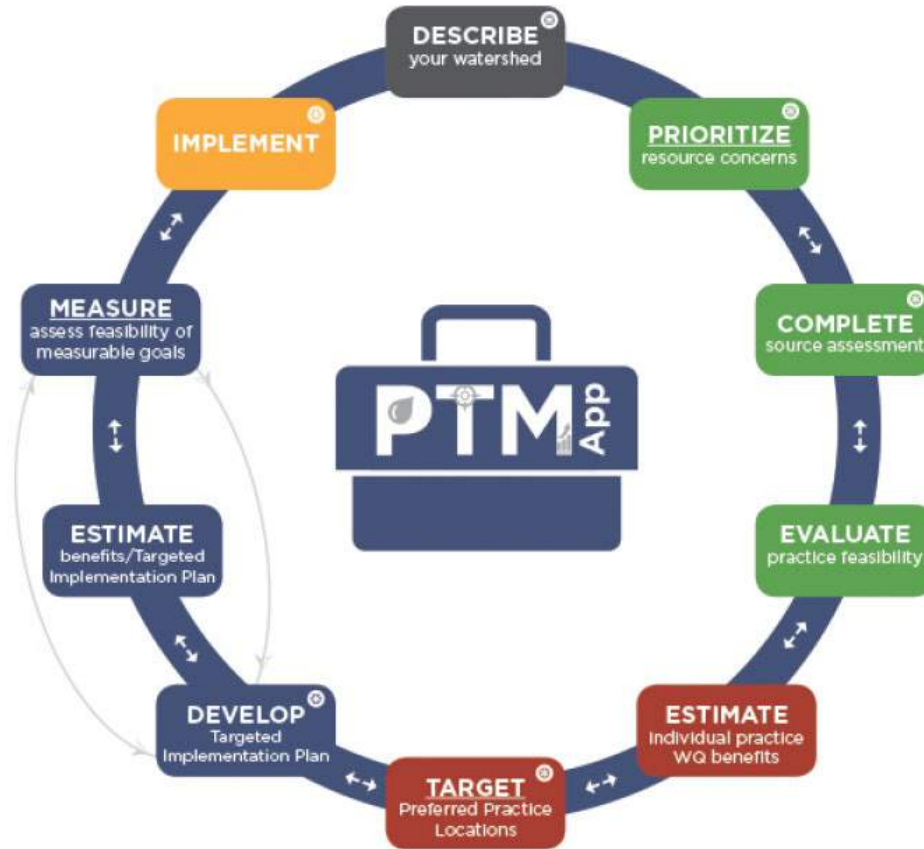 DESCRIBE
your watershed
PRIORITIZE
resource concerns
COMPLETE
source assessment
EVALUATE
practice feasibility
ESTIMATE
individual practice
WQ benefits
TARGET
Preferred Practice
Locations
DEVELOP
Targeted
Implementation Plan
ESTIMATE
benefits/Targeted
Implementation Plan
MEASURE
assess feasibility of
measurable goals
IMPLEMENT
PTM
App